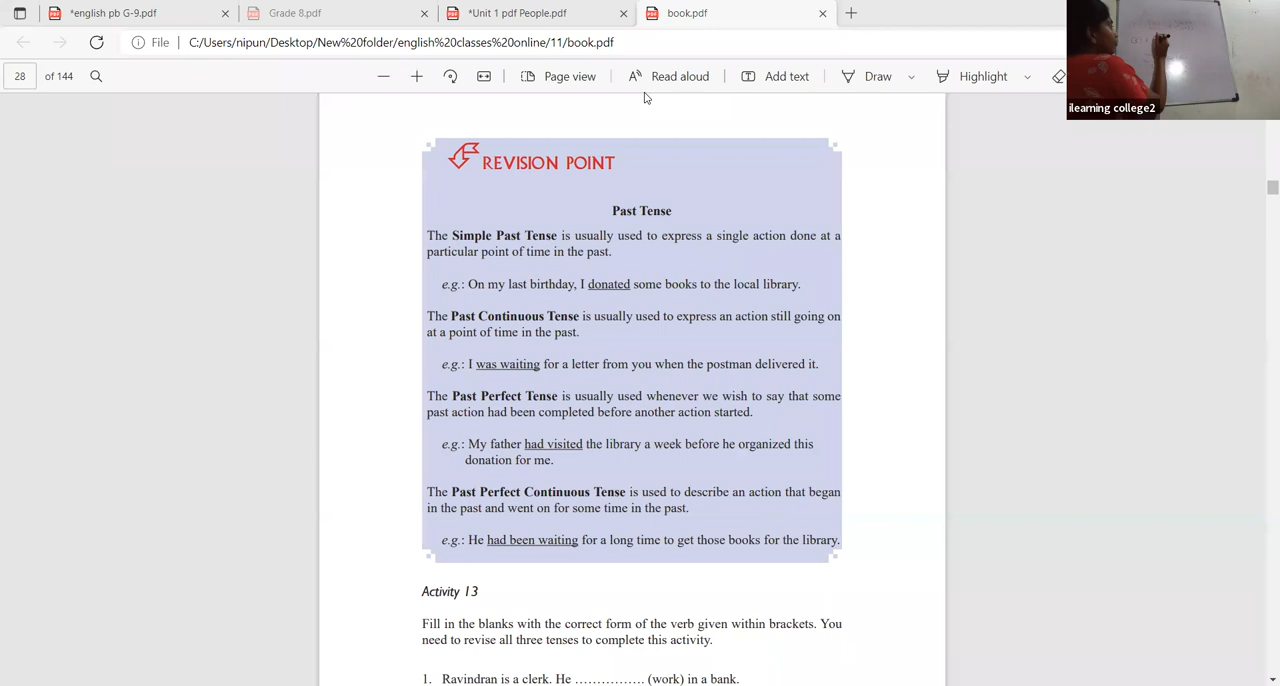 *english pb G-9.pdf
Grade 8.pdf
*Unit 1 pdf People.pdf
book.pdf
File
C:/Users/nipun/Desktop/New%20folder/english%20classes%20online/11/book.pdf
28 of 144
Page view
Read aloud
Add text
Draw
Highlight
ilearning college2
REVISION POINT
Past Tense
The Simple Past Tense is usually used to express a single action done at a
particular point of time in the past.
e.g.: On my last birthday, I donated some books to the local library.
The Past Continuous Tense is usually used to express an action still going on
at a point of time in the past.
e.g.: I was waiting for a letter from you when the postman delivered it.
The Past Perfect Tense is usually used whenever we wish to say that some
past action had been completed before another action started.
e.g.: My father had visited the library a week before he organized this
donation for me.
The Past Perfect Continuous Tense is used to describe an action that began
in the past and went on for some time in the past.
e.g.: He had been waiting for a long time to get those books for the library.
Activity 13
Fill in the blanks with the correct form of the verb given within brackets. You
need to revise all three tenses to complete this activity.
1. Ravindran is a clerk. He ................ (work) in a bank.